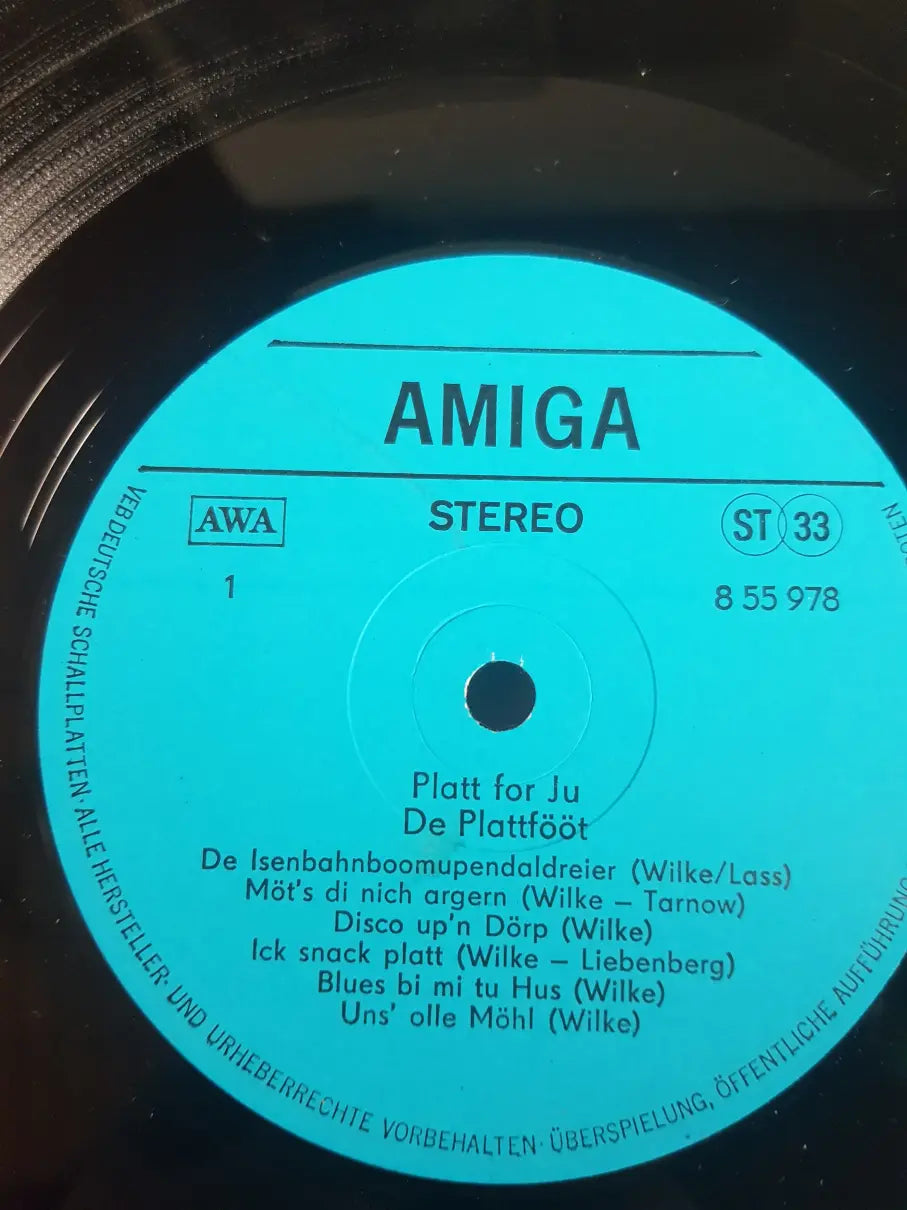 AMIGA
AWA
STEREO
ST 33
1
8 55 978
Platt for Ju
De Plattfööt
De Isenbahnboomupendaldreier (Wilke/Lass)
Möt's di nich argern (Wilke – Tarnow)
Disco up'n Dörp (Wilke)
Ick snack platt (Wilke – Liebenberg)
Blues bi mi tu Hus (Wilke)
Uns' olle Möhl (Wilke)
VEB DEUTSCHE SCHALLPLATTEN· ALLE HERSTELLER· UND URHEBERRECHTE VORBEHALTEN· ÜBERSPIELUNG, ÖFFENTLICHE AUFFÜHRUNG